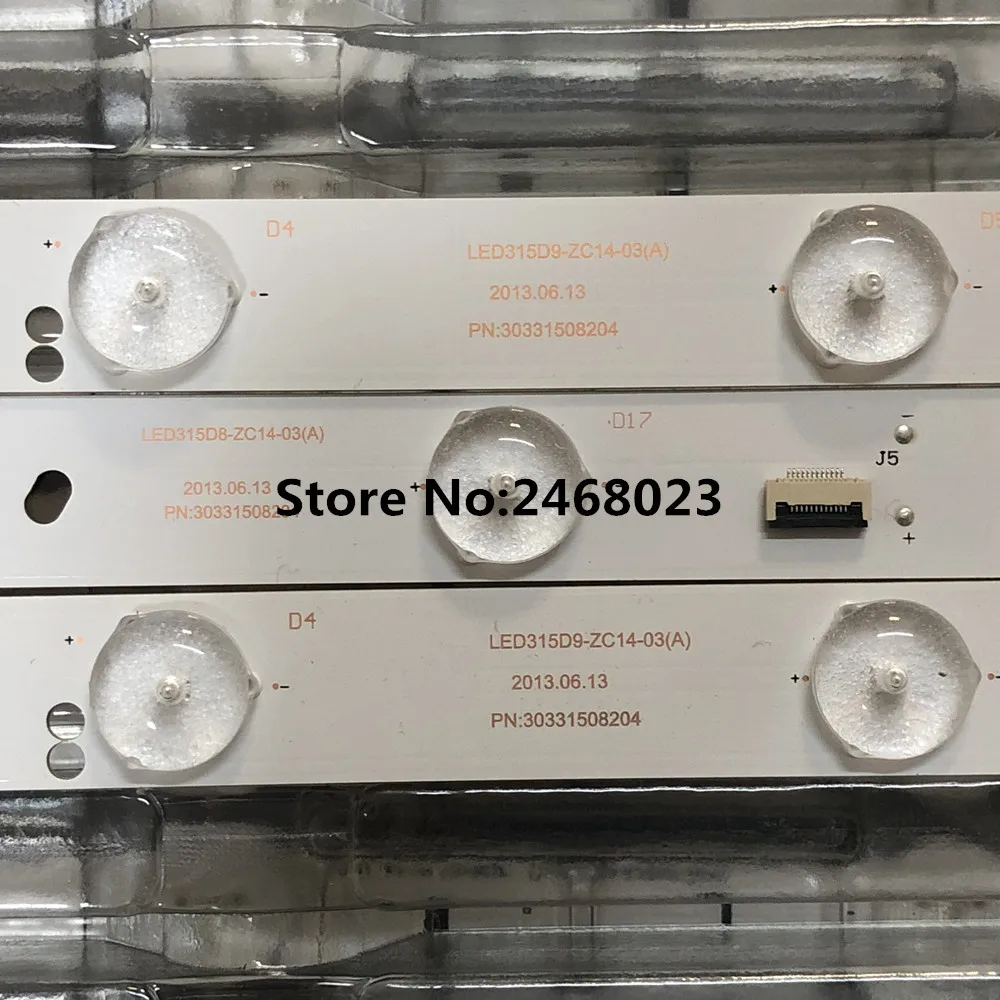 D4
LED315D9-ZC14-03(A)
2013.06.13
PN:30331508204
+
-
+
-
LED315D8-ZC14-03(A)
2013.06.13
D17
J5
-
+
+
Store No:2468023
D4
LED315D9-ZC14-03(A)
2013.06.13
PN:30331508204
+
-
+
-